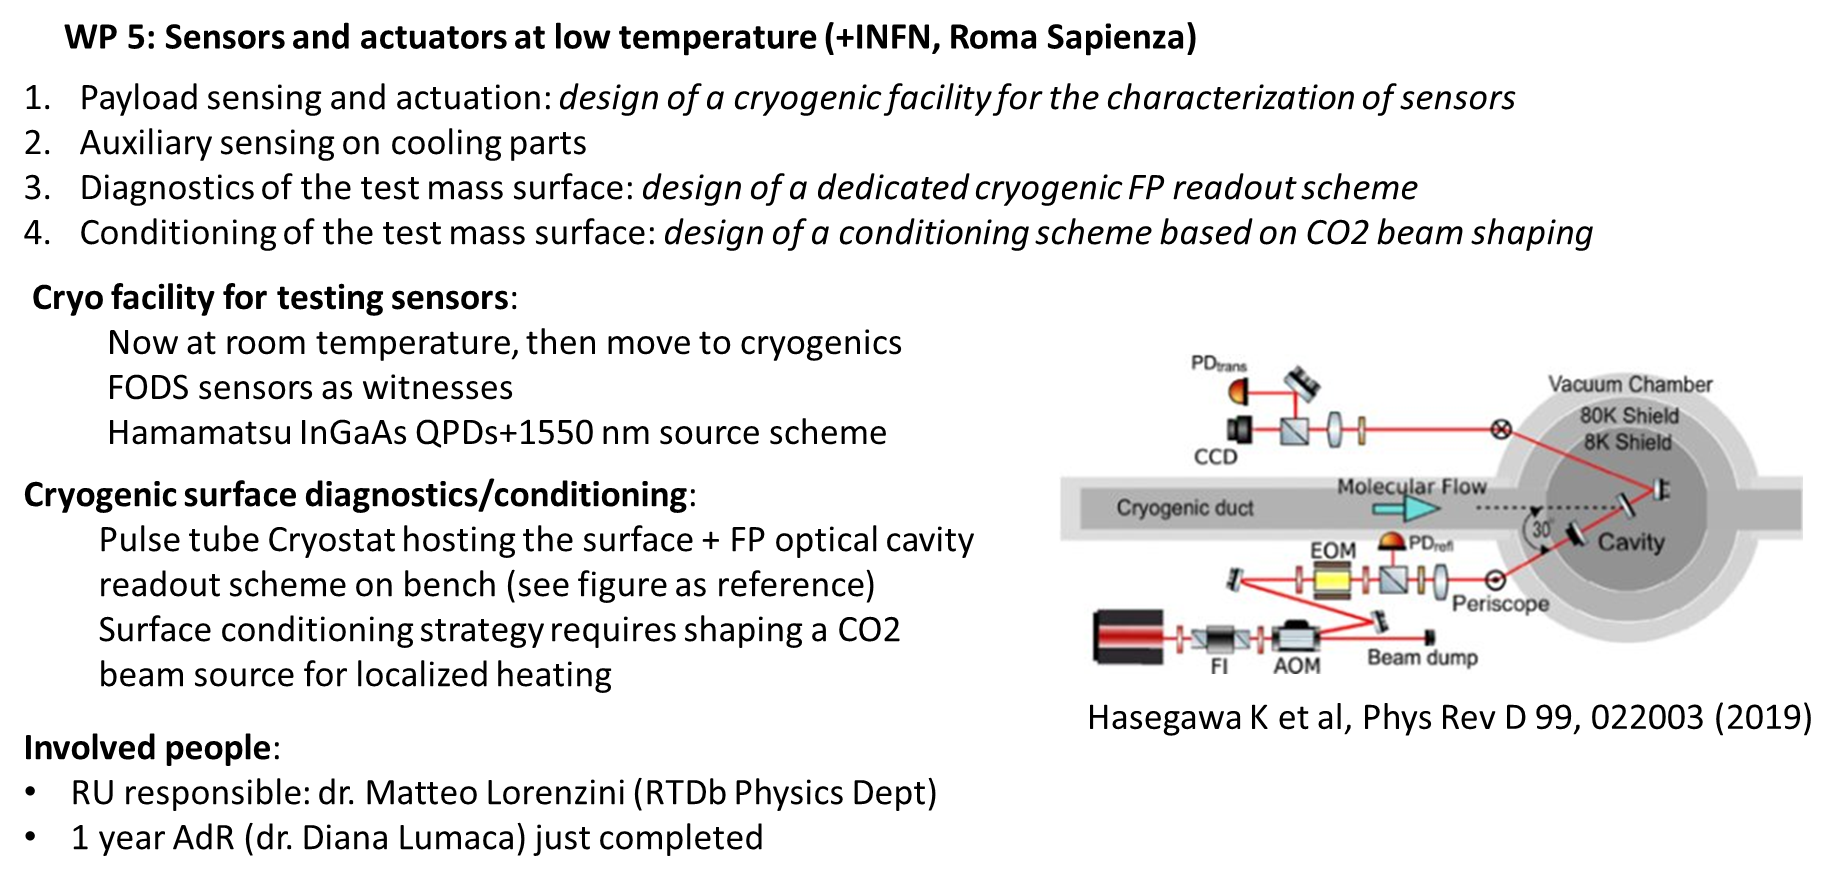 WP 5: Sensors and actuators at low temperature (+INFN, Roma Sapienza)
1. Payload sensing and actuation: design of a cryogenic facility for the characterization of sensors
2. Auxiliary sensing on cooling parts
3. Diagnostics of the test mass surface: design of a dedicated cryogenic FP readout scheme
4. Conditioning of the test mass surface: design of a conditioning scheme based on CO2 beam shaping
Cryo facility for testing sensors:
Now at room temperature, then move to cryogenics
FODS sensors as witnesses
Hamamatsu InGaAs QPDs+1550 nm source scheme
Cryogenic surface diagnostics/conditioning:
Pulse tube Cryostat hosting the surface + FP optical cavity
readout scheme on bench (see figure as reference)
Surface conditioning strategy requires shaping a CO2
beam source for localized heating
Involved people:
• RU responsible: dr. Matteo Lorenzini (RTDb Physics Dept)
• 1 year AdR (dr. Diana Lumaca) just completed
PDtrans
CCD
Vacuum Chamber
80K Shield
8K Shield
Molecular Flow
Cryogenic duct
30°
Cavity
EOM
PDrefl
Periscope
FI
AOM
Beam dump
Hasegawa K et al, Phys Rev D 99, 022003 (2019)